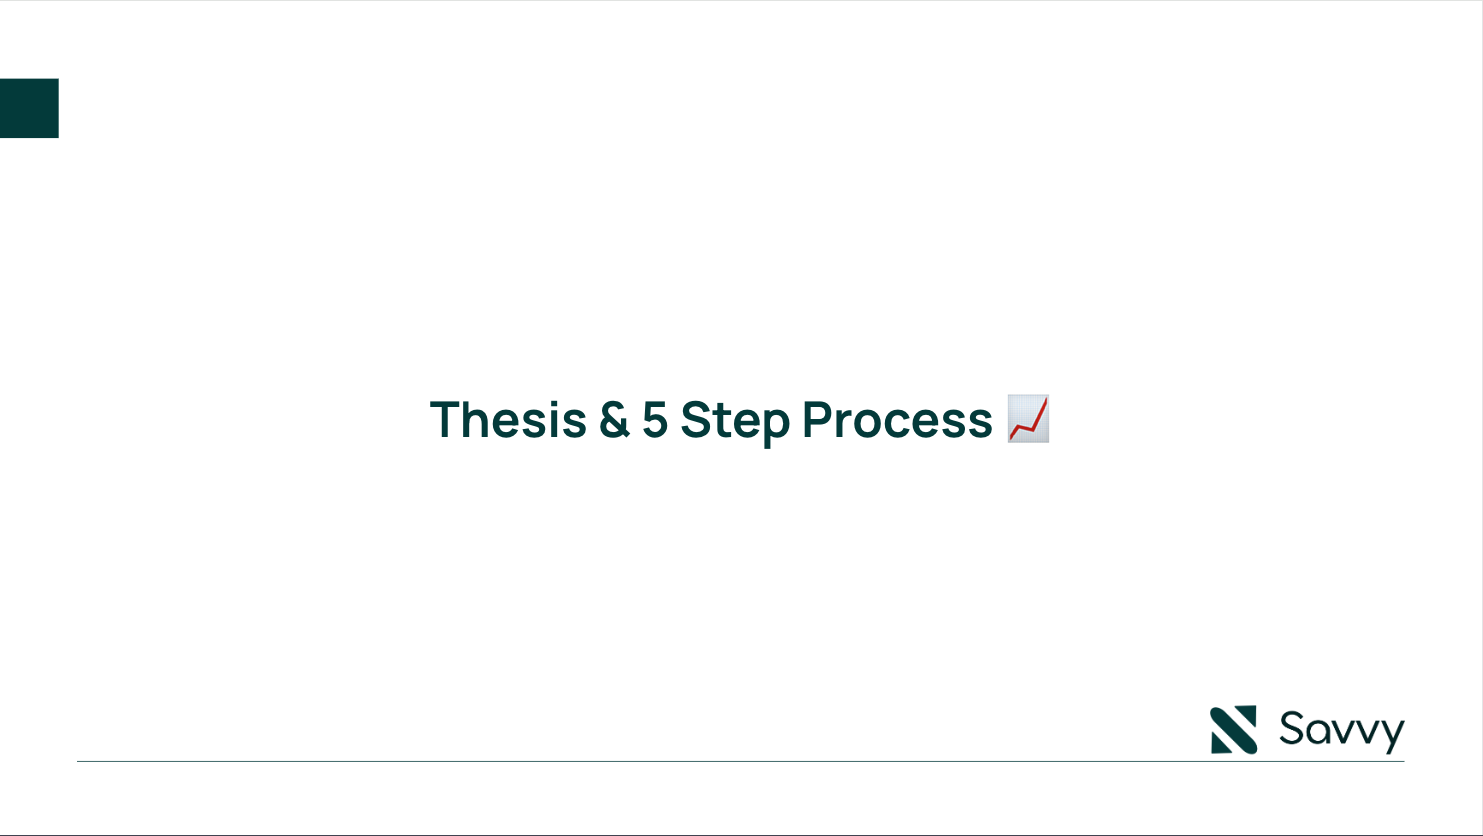 Thesis & 5 Step Process 📈
Savvy